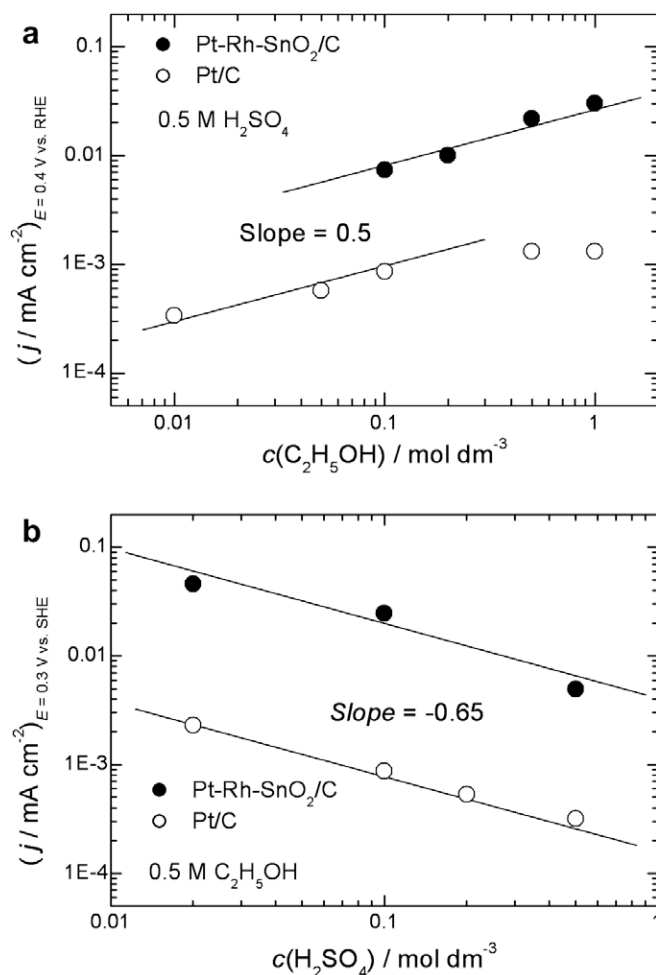 a
0.1
0.01
1E-3
1E-4
(j / mA cm⁻²)E = 0.4 V vs. RHE
Pt-Rh-SnO₂/C
Pt/C
0.5 M H₂SO₄
Slope = 0.5
0.01 0.1 1
c(C₂H₅OH) / mol dm⁻³
b
0.1
0.01
1E-3
1E-4
(j / mA cm⁻²)E = 0.3 V vs. SHE
Slope = -0.65
Pt-Rh-SnO₂/C
Pt/C
0.5 M C₂H₅OH
0.01 0.1 1
c(H₂SO₄) / mol dm⁻³